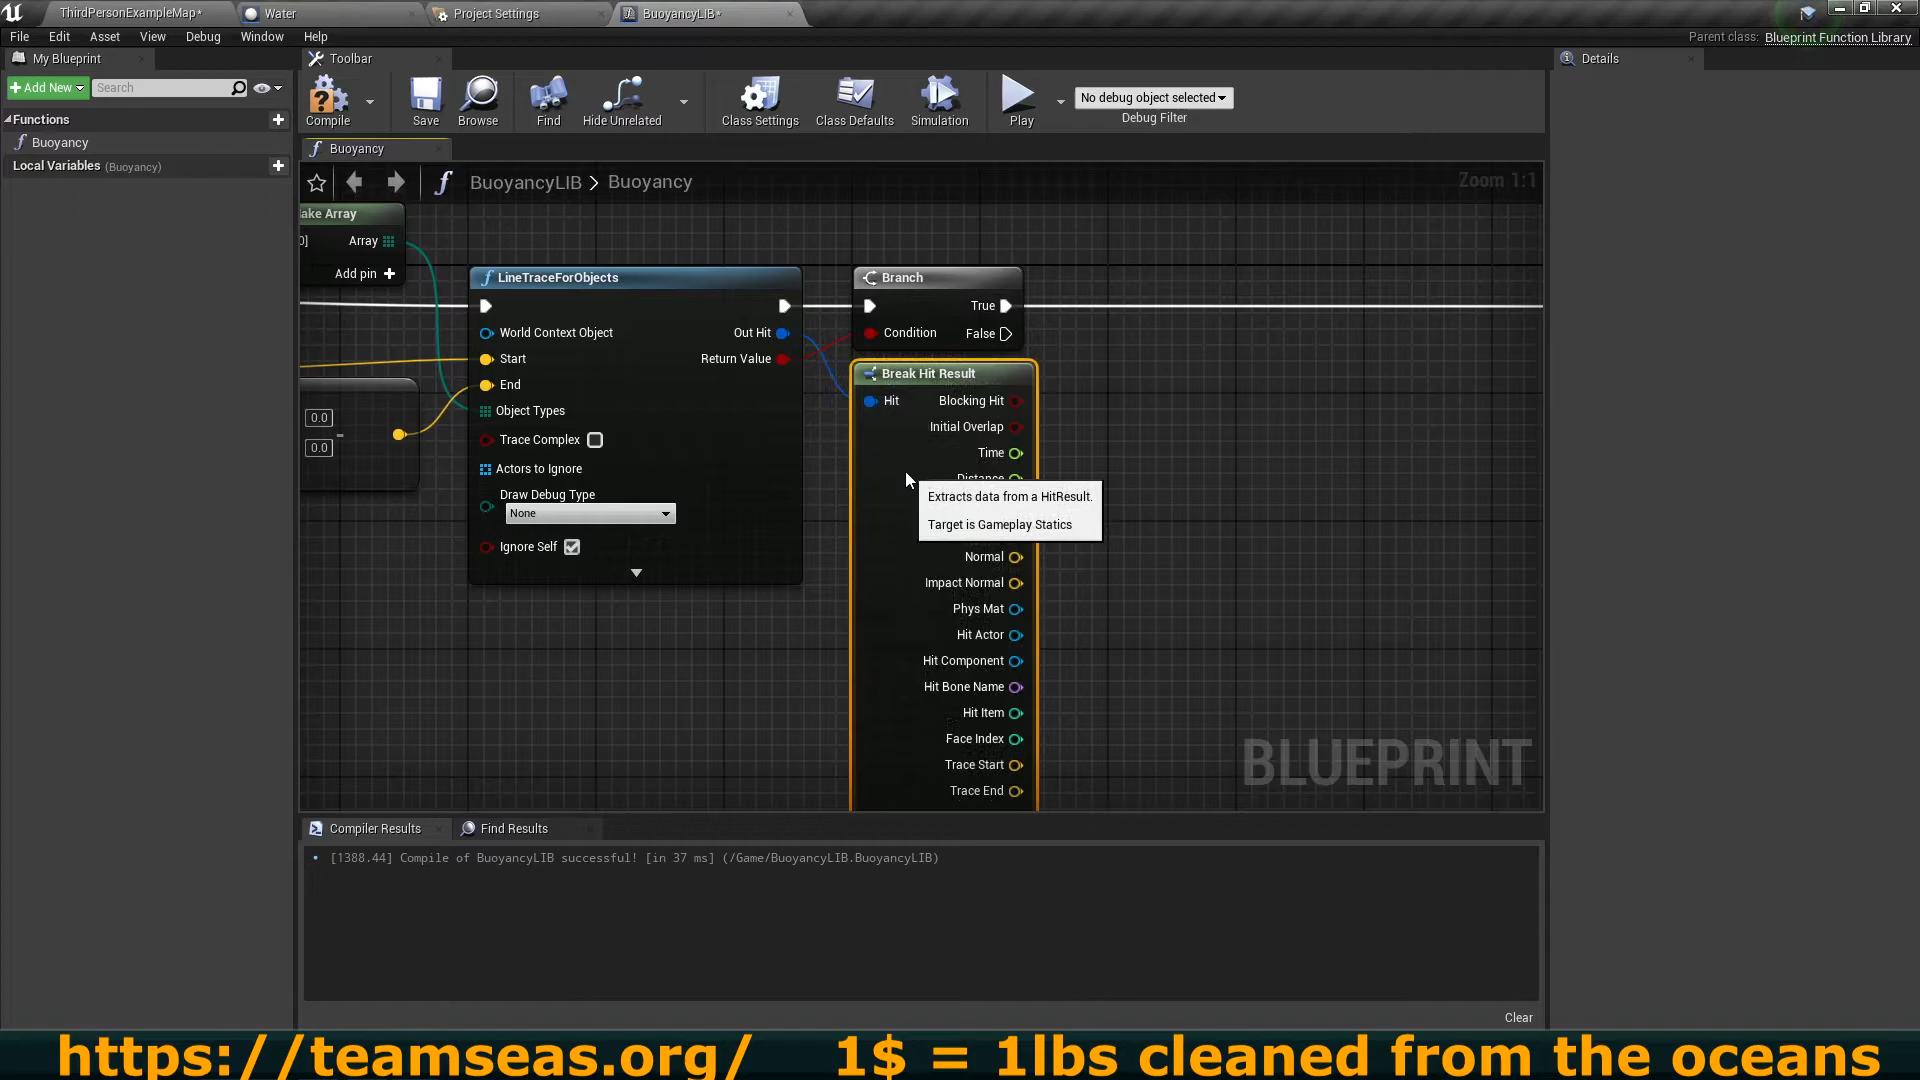 ThirdPersonExampleMap*
Water
Project Settings
BuoyancyLIB*
File Edit Asset View Debug Window Help
Parent class: Blueprint Function Library
My Blueprint
Toolbar
Details
Add New
Search
Compile
Save
Browse
Find
Hide Unrelated
Class Settings
Class Defaults
Simulation
Play
No debug object selected
Debug Filter
Functions
Buoyancy
Local Variables (Buoyancy)
Buoyancy
BuoyancyLIB > Buoyancy
Zoom 1:1
ake Array
0] Array
Add pin
LineTraceForObjects
World Context Object
Out Hit
Start
Return Value
End
Object Types
Trace Complex
Actors to Ignore
Draw Debug Type
None
Ignore Self
0.0
0.0
Branch
True
Condition
False
Break Hit Result
Hit
Blocking Hit
Initial Overlap
Time
Distance
Extracts data from a HitResult.
Target is Gameplay Statics
Normal
Impact Normal
Phys Mat
Hit Actor
Hit Component
Hit Bone Name
Hit Item
Face Index
Trace Start
Trace End
BLUEPRINT
Compiler Results
Find Results
[1388.44] Compile of BuoyancyLIB successful! [in 37 ms] (/Game/BuoyancyLIB.BuoyancyLIB)
Clear
https://teamseas.org/ 1$ = 1lbs cleaned from the oceans